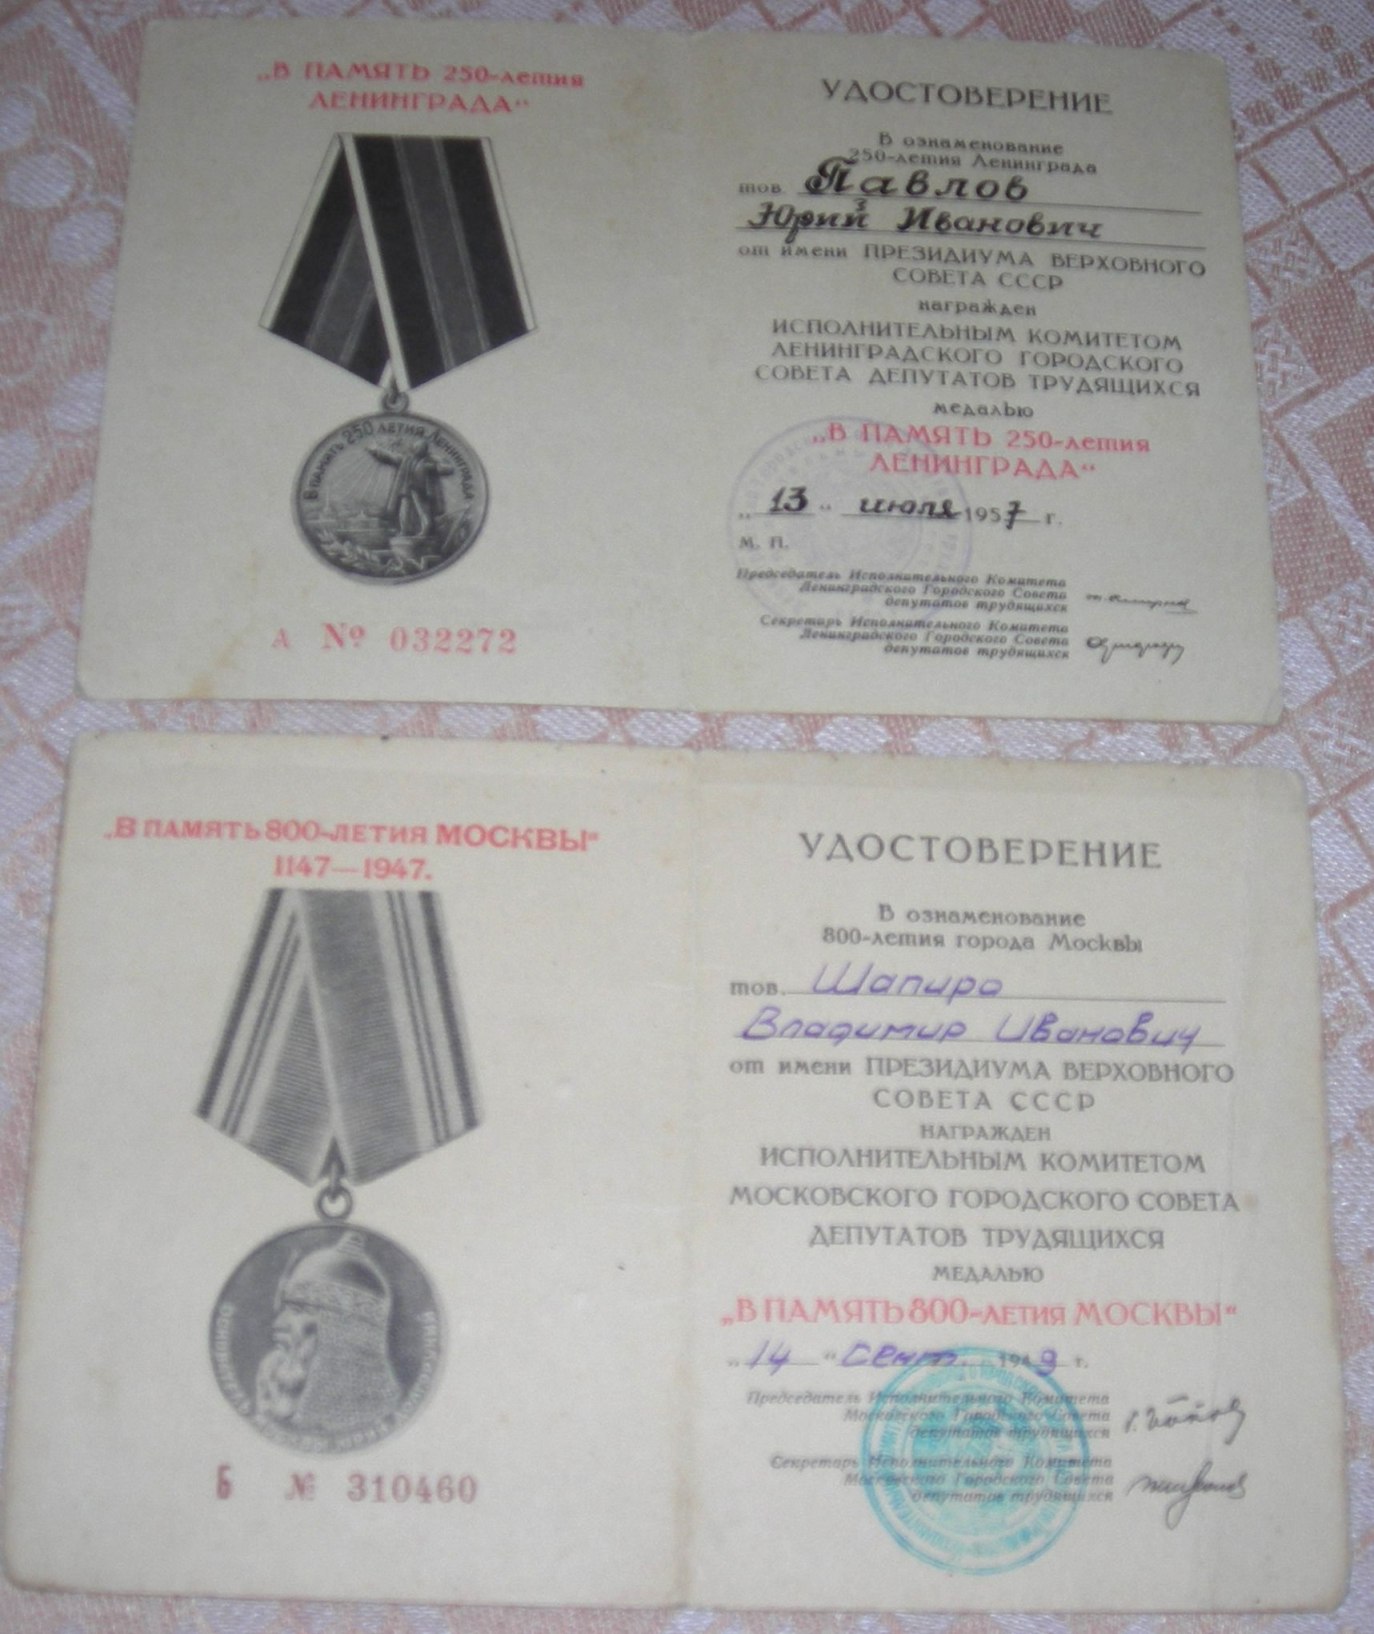 „В ПАМЯТЬ 250-летия
ЛЕНИНГРАДА“
В память 250 летия Ленинграда
А № 032272
УДОСТОВЕРЕНИЕ
В ознаменование
250-летия Ленинграда
тов. Павлов
Юрий Иванович
от имени ПРЕЗИДИУМА ВЕРХОВНОГО
СОВЕТА СССР
награжден
ИСПОЛНИТЕЛЬНЫМ КОМИТЕТОМ
ЛЕНИНГРАДСКОГО ГОРОДСКОГО
СОВЕТА ДЕПУТАТОВ ТРУДЯЩИХСЯ
медалью
„В ПАМЯТЬ 250-летия
ЛЕНИНГРАДА“
„13“ июля 1957 г.
М. П.
Председатель Исполнительного Комитета
Ленинградского Городского Совета
депутатов трудящихся
Секретарь Исполнительного Комитета
Ленинградского Городского Совета
депутатов трудящихся
„В ПАМЯТЬ 800-ЛЕТИЯ МОСКВЫ“
1147—1947.
Б № 310460
УДОСТОВЕРЕНИЕ
В ознаменование
800-летия города Москвы
тов. Шапиро
Владимир Иванович
от имени ПРЕЗИДИУМА ВЕРХОВНОГО
СОВЕТА СССР
НАГРАЖДЕН
ИСПОЛНИТЕЛЬНЫМ КОМИТЕТОМ
МОСКОВСКОГО ГОРОДСКОГО СОВЕТА
ДЕПУТАТОВ ТРУДЯЩИХСЯ
МЕДАЛЬЮ
„В ПАМЯТЬ 800-ЛЕТИЯ МОСКВЫ“
„14“ Сент. 1949 г.
Председатель Исполнительного Комитета
Московского Городского Совета
депутатов трудящихся
Секретарь Исполнительного Комитета
Московского Городского Совета
депутатов трудящихся